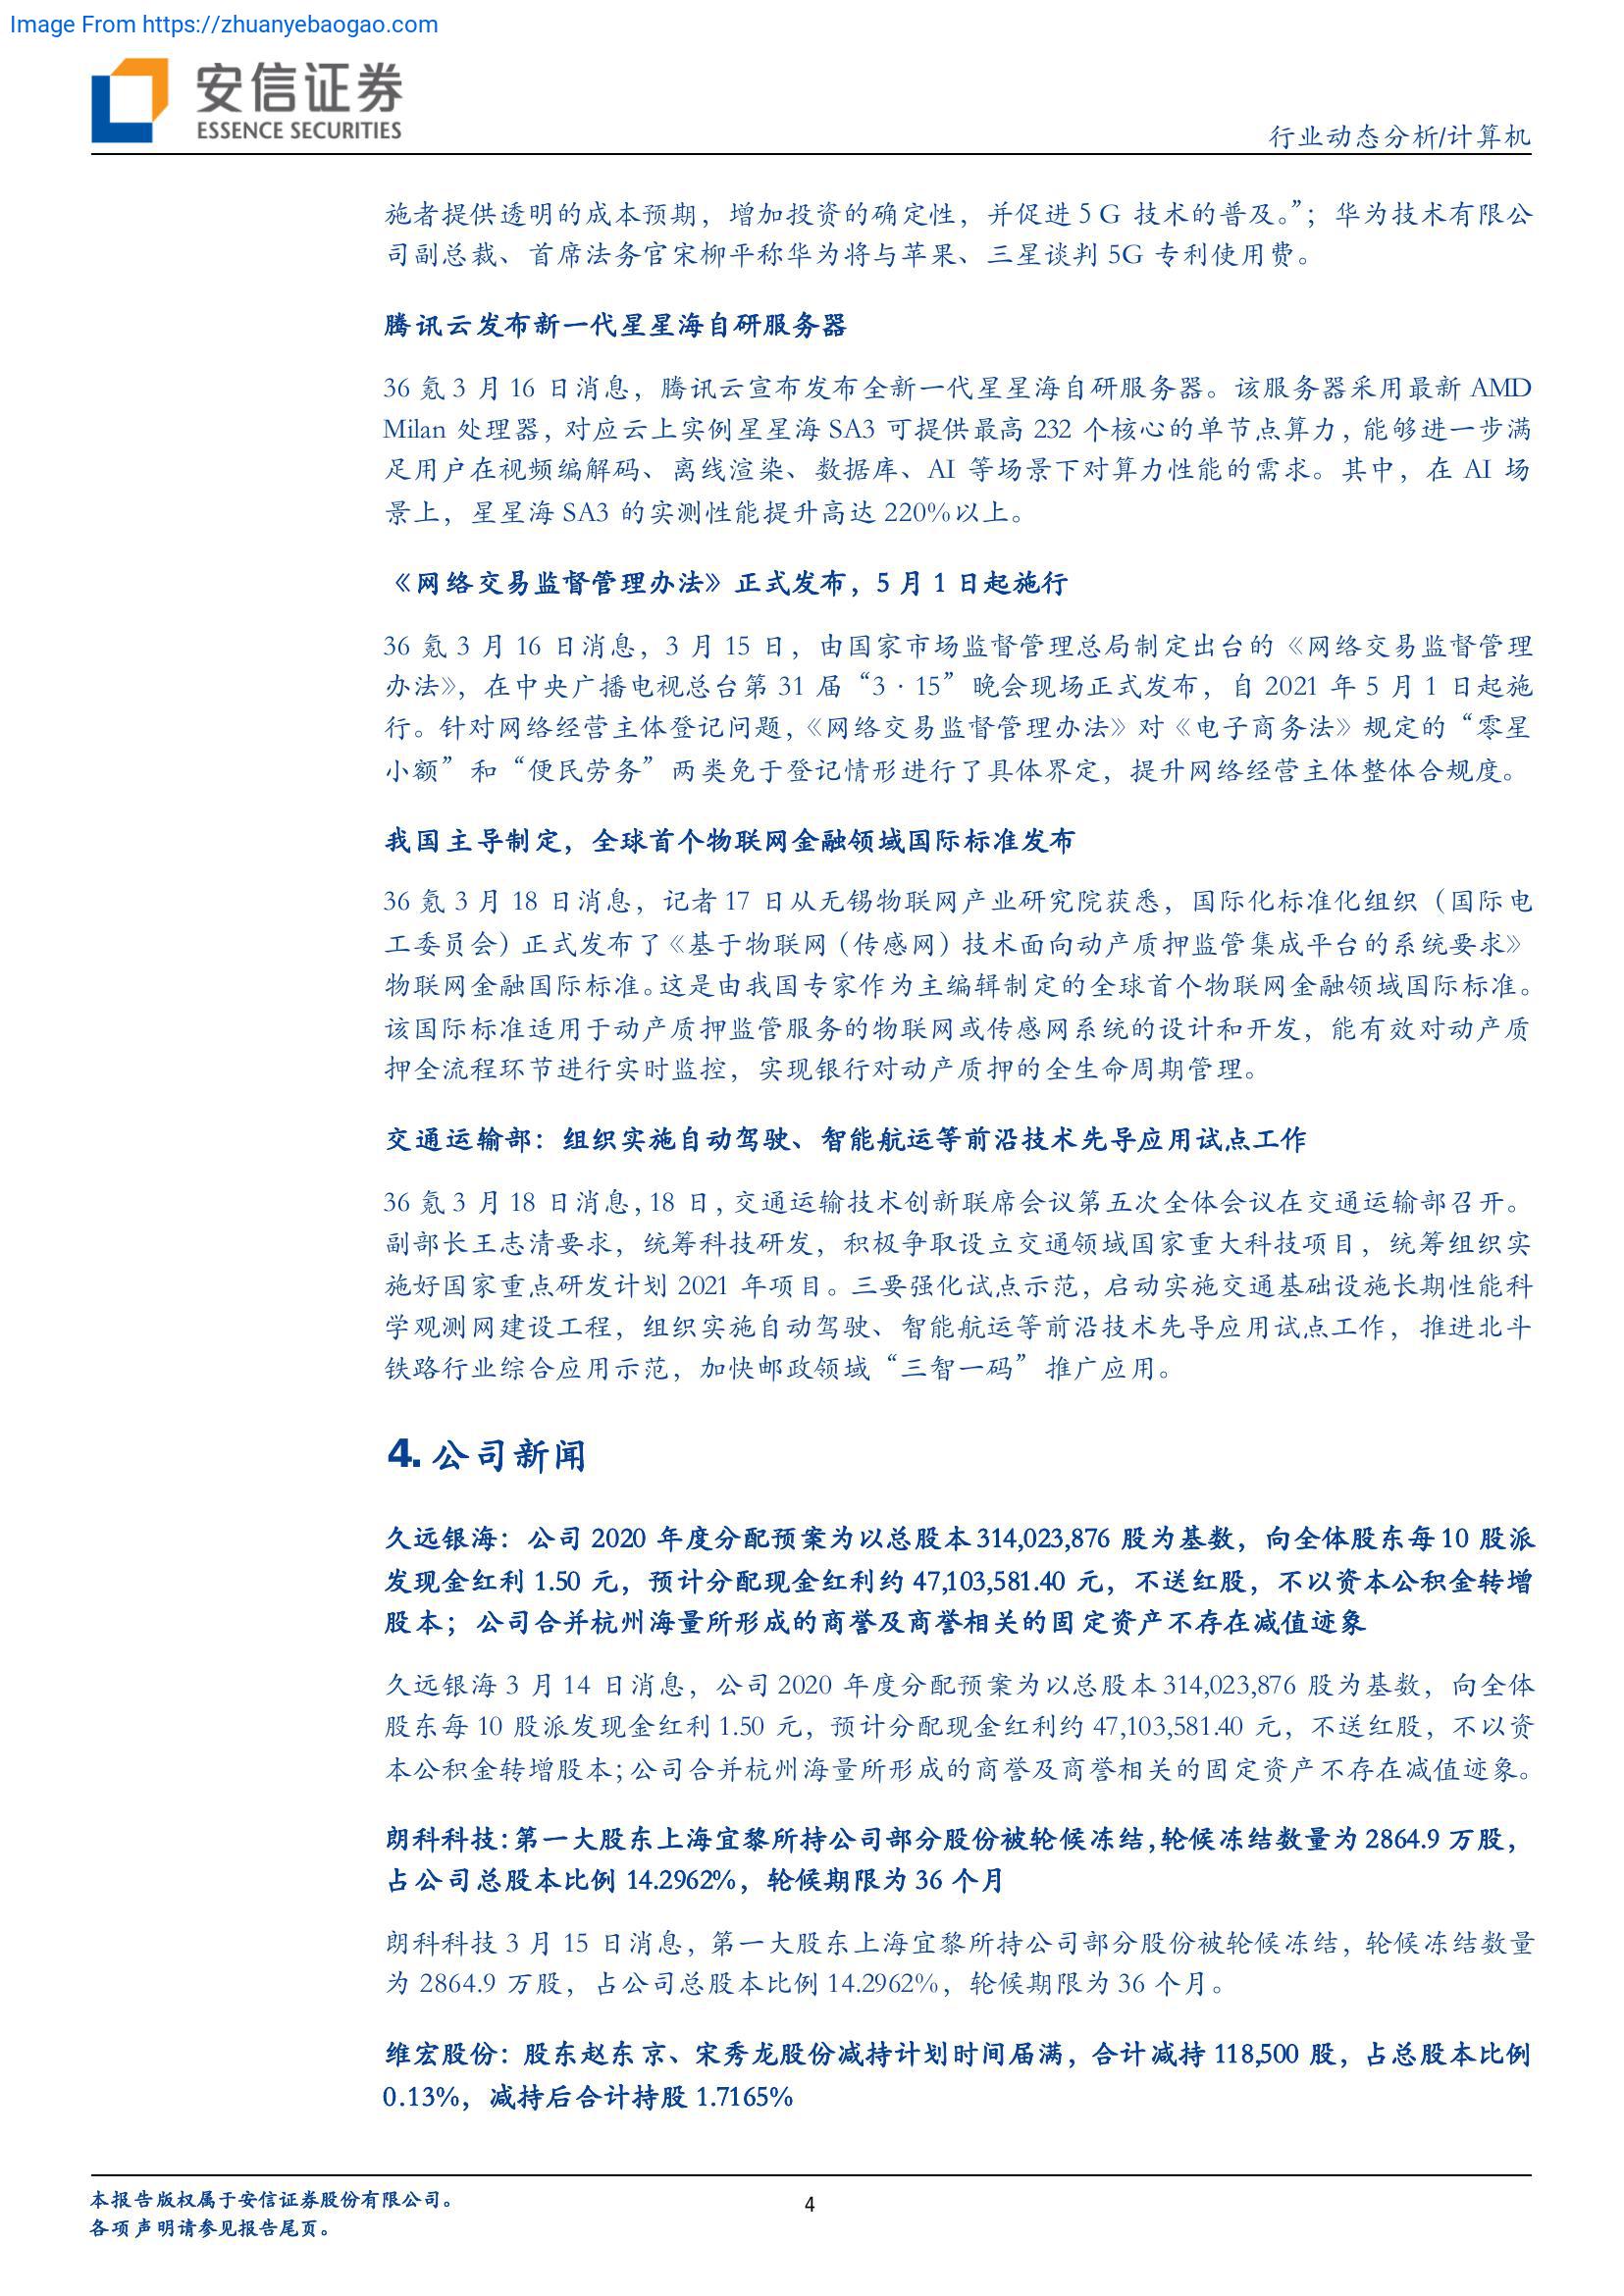 Image From https://zhuanyebaogao.com
安信证券
ESSENCE SECURITIES
行业动态分析/计算机
施者提供透明的成本预期，增加投资的确定性，并促进 5 G 技术的普及。”；华为技术有限公
司副总裁、首席法务官宋柳平称华为将与苹果、三星谈判 5G 专利使用费。
腾讯云发布新一代星星海自研服务器
36 氪 3 月 16 日消息，腾讯云宣布发布全新一代星星海自研服务器。该服务器采用最新 AMD
Milan 处理器，对应云上实例星星海 SA3 可提供最高 232 个核心的单节点算力，能够进一步满
足用户在视频编解码、离线渲染、数据库、AI 等场景下对算力性能的需求。其中，在 AI 场
景上，星星海 SA3 的实测性能提升高达 220%以上。
《网络交易监督管理办法》正式发布，5 月 1 日起施行
36 氪 3 月 16 日消息，3 月 15 日，由国家市场监督管理总局制定出台的《网络交易监督管理
办法》，在中央广播电视总台第 31 届“3·15”晚会现场正式发布，自 2021 年 5 月 1 日起施
行。针对网络经营主体登记问题，《网络交易监督管理办法》对《电子商务法》规定的“零星
小额”和“便民劳务”两类免于登记情形进行了具体界定，提升网络经营主体整体合规度。
我国主导制定，全球首个物联网金融领域国际标准发布
36 氪 3 月 18 日消息，记者 17 日从无锡物联网产业研究院获悉，国际化标准化组织（国际电
工委员会）正式发布了《基于物联网（传感网）技术面向动产质押监管集成平台的系统要求》
物联网金融国际标准。这是由我国专家作为主编辑制定的全球首个物联网金融领域国际标准。
该国际标准适用于动产质押监管服务的物联网或传感网系统的设计和开发，能有效对动产质
押全流程环节进行实时监控，实现银行对动产质押的全生命周期管理。
交通运输部：组织实施自动驾驶、智能航运等前沿技术先导应用试点工作
36 氪 3 月 18 日消息，18 日，交通运输技术创新联席会议第五次全体会议在交通运输部召开。
副部长王志清要求，统筹科技研发，积极争取设立交通领域国家重大科技项目，统筹组织实
施好国家重点研发计划 2021 年项目。三要强化试点示范，启动实施交通基础设施长期性能科
学观测网建设工程，组织实施自动驾驶、智能航运等前沿技术先导应用试点工作，推进北斗
铁路行业综合应用示范，加快邮政领域“三智一码”推广应用。
4. 公司新闻
久远银海：公司 2020 年度分配预案为以总股本 314,023,876 股为基数，向全体股东每 10 股派
发现金红利 1.50 元，预计分配现金红利约 47,103,581.40 元，不送红股，不以资本公积金转增
股本；公司合并杭州海量所形成的商誉及商誉相关的固定资产不存在减值迹象
久远银海 3 月 14 日消息，公司 2020 年度分配预案为以总股本 314,023,876 股为基数，向全体
股东每 10 股派发现金红利 1.50 元，预计分配现金红利约 47,103,581.40 元，不送红股，不以资
本公积金转增股本；公司合并杭州海量所形成的商誉及商誉相关的固定资产不存在减值迹象。
朗科科技：第一大股东上海宜黎所持公司部分股份被轮候冻结，轮候冻结数量为 2864.9 万股，
占公司总股本比例 14.2962%，轮候期限为 36 个月
朗科科技 3 月 15 日消息，第一大股东上海宜黎所持公司部分股份被轮候冻结，轮候冻结数量
为 2864.9 万股，占公司总股本比例 14.2962%，轮候期限为 36 个月。
维宏股份：股东赵东京、宋秀龙股份减持计划时间届满，合计减持 118,500 股，占总股本比例
0.13%，减持后合计持股 1.7165%
本报告版权属于安信证券股份有限公司。
4
各项声明请参见报告尾页。